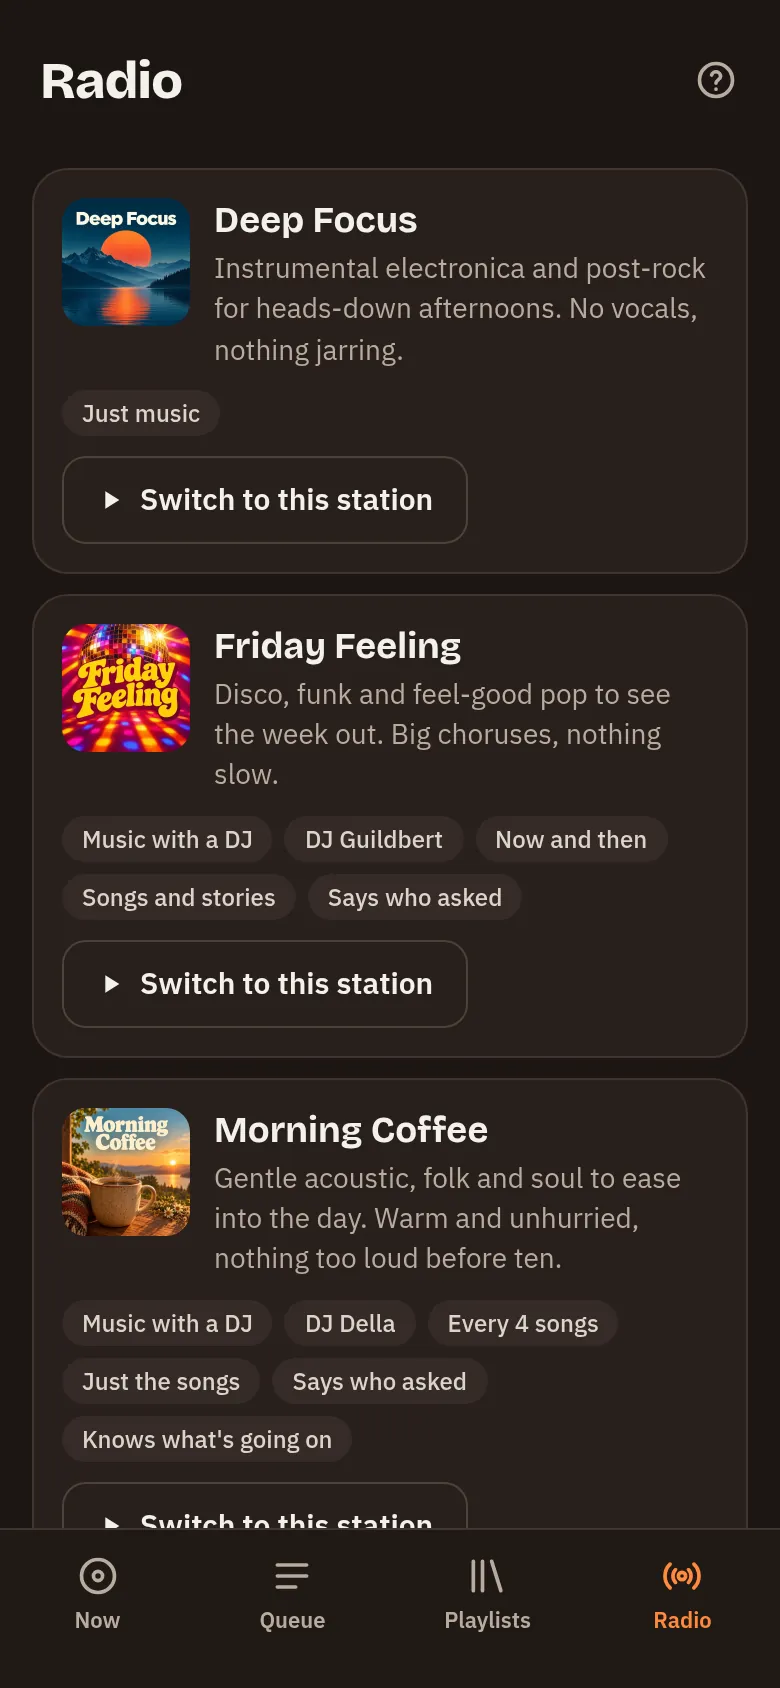 Radio
Deep Focus
Deep Focus
Instrumental electronica and post-rock
for heads-down afternoons. No vocals,
nothing jarring.
Just music
Switch to this station
Friday
Feeling
Friday Feeling
Disco, funk and feel-good pop to see
the week out. Big choruses, nothing
slow.
Music with a DJ
DJ Guildbert
Now and then
Songs and stories
Says who asked
Switch to this station
Morning
Coffee
Morning Coffee
Gentle acoustic, folk and soul to ease
into the day. Warm and unhurried,
nothing too loud before ten.
Music with a DJ
DJ Della
Every 4 songs
Just the songs
Says who asked
Knows what's going on
Switch to this station
Now
Queue
Playlists
Radio